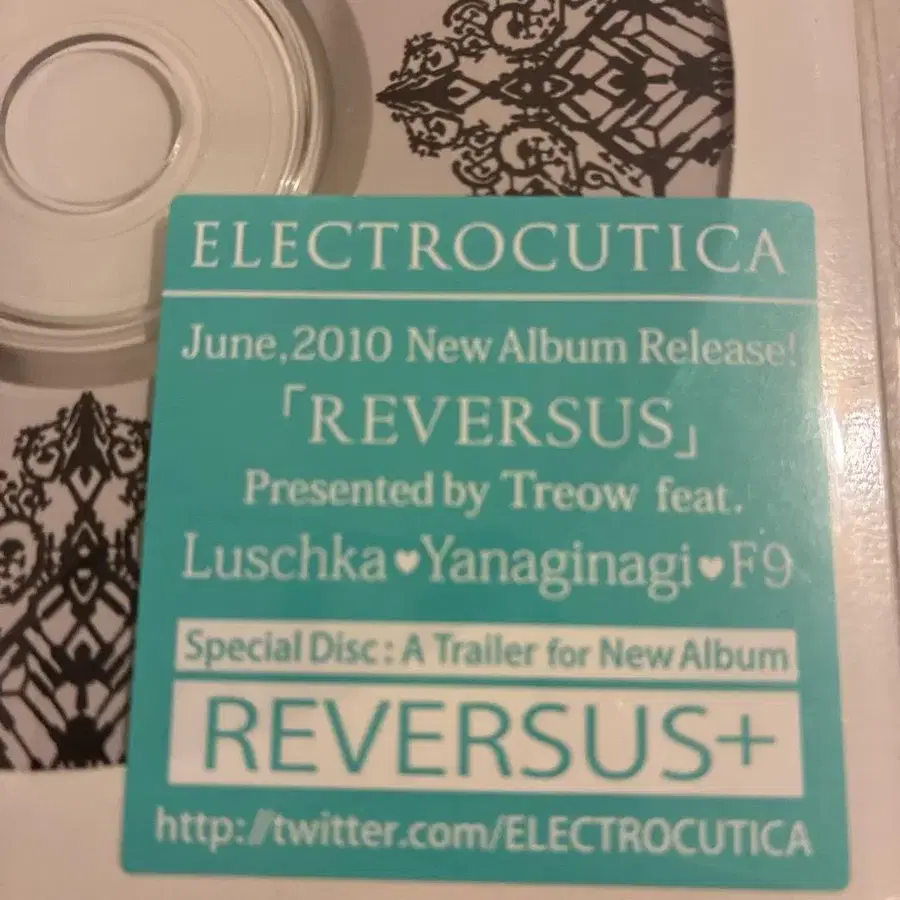 ELECTROCUTICA
June,2010 New Album Release!
「REVERSUS」
Presented by Treow feat.
Luschka♥Yanaginagi♥F9
Special Disc : A Trailer for New Album
REVERSUS+
http://twitter.com/ELECTROCUTICA